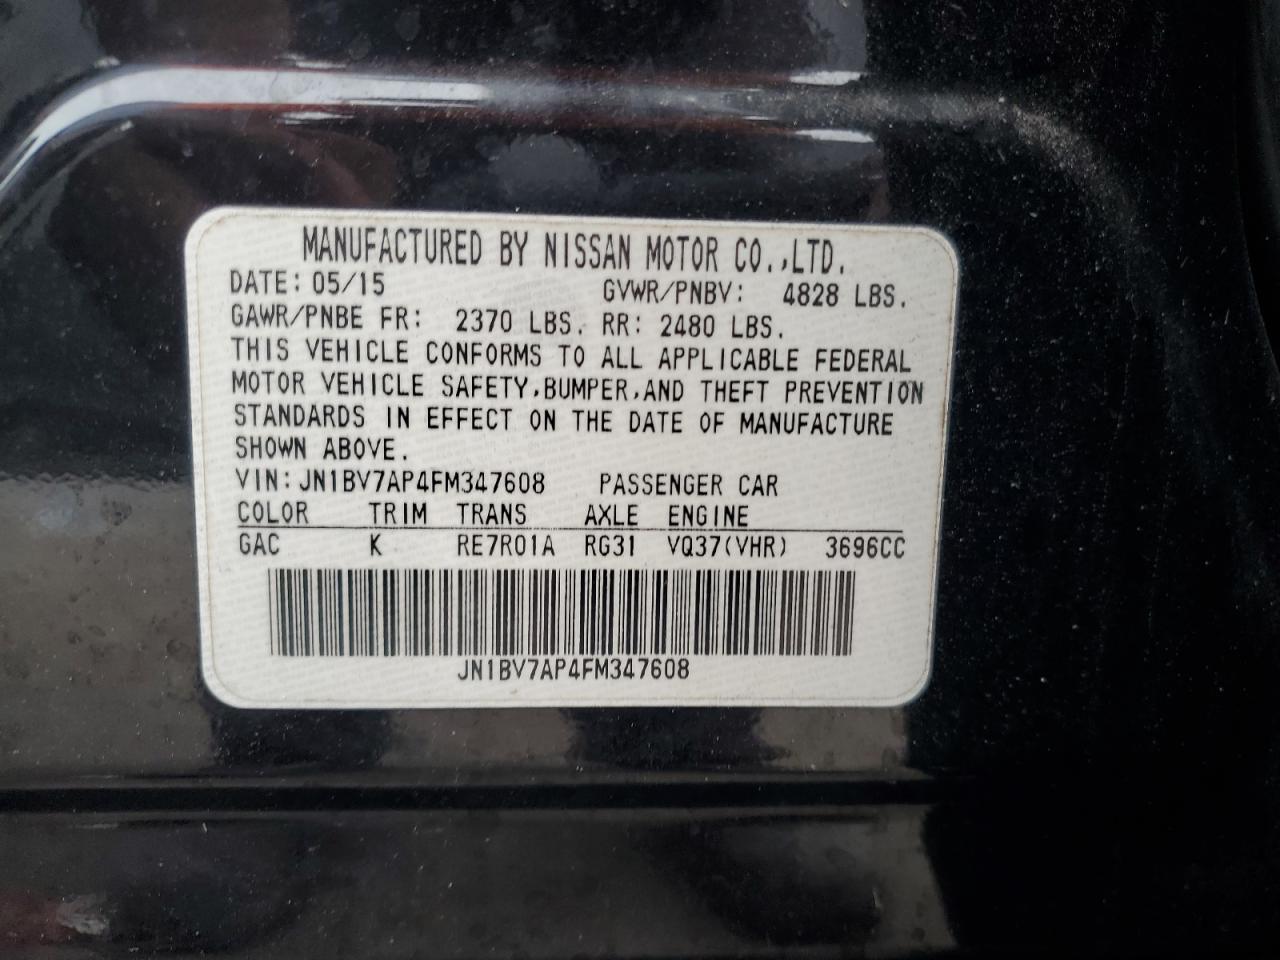 MANUFACTURED BY NISSAN MOTOR CO.,LTD.
DATE: 05/15 GVWR/PNBV: 4828 LBS.
GAWR/PNBE FR: 2370 LBS. RR: 2480 LBS.
THIS VEHICLE CONFORMS TO ALL APPLICABLE FEDERAL
MOTOR VEHICLE SAFETY,BUMPER,AND THEFT PREVENTION
STANDARDS IN EFFECT ON THE DATE OF MANUFACTURE
SHOWN ABOVE.
VIN: JN1BV7AP4FM347608 PASSENGER CAR
COLOR TRIM TRANS AXLE ENGINE
GAC K RE7R01A RG31 VQ37(VHR) 3696CC
JN1BV7AP4FM347608